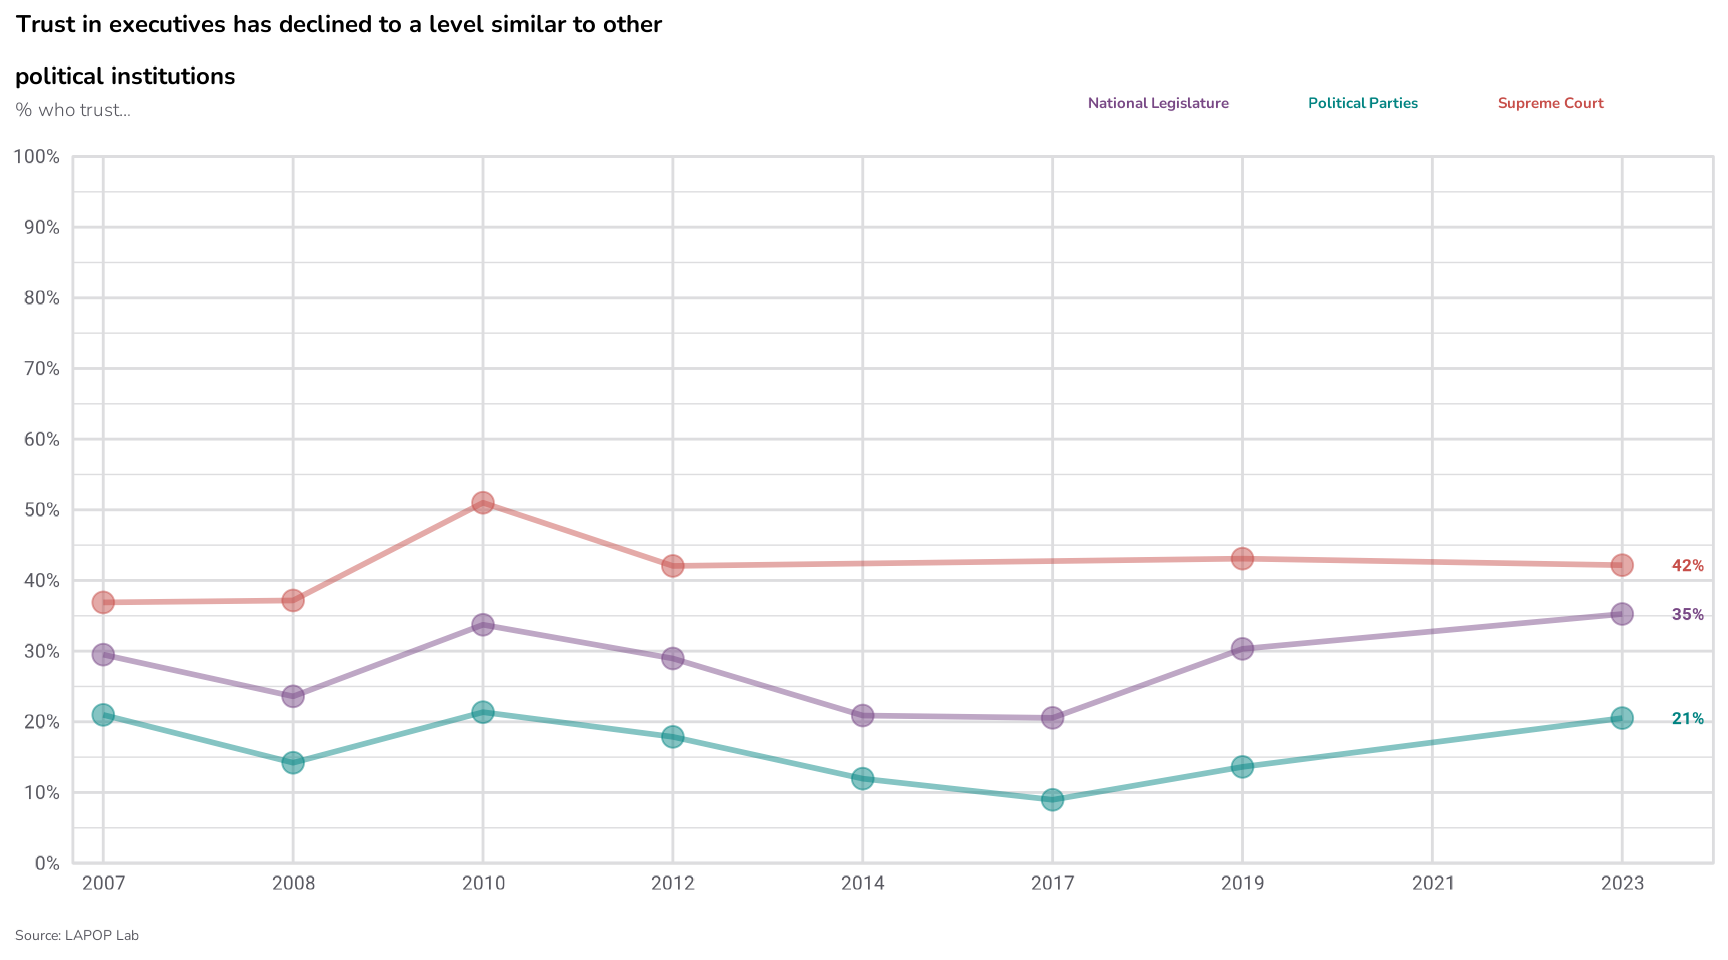 Trust in executives has declined to a level similar to other
political institutions
% who trust...
National Legislature Political Parties Supreme Court
100%
90%
80%
70%
60%
50%
40%
30%
20%
10%
0%
42%
35%
21%
2007 2008 2010 2012 2014 2017 2019 2021 2023
Source: LAPOP Lab